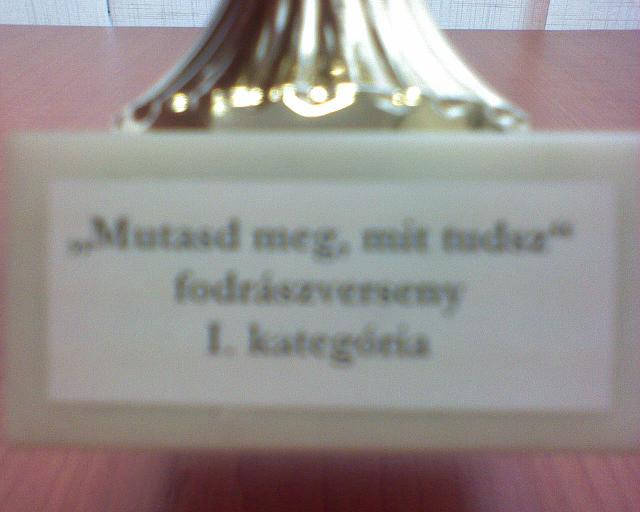 „Mutasd meg, mit tudsz“
fodrászverseny
I. kategória